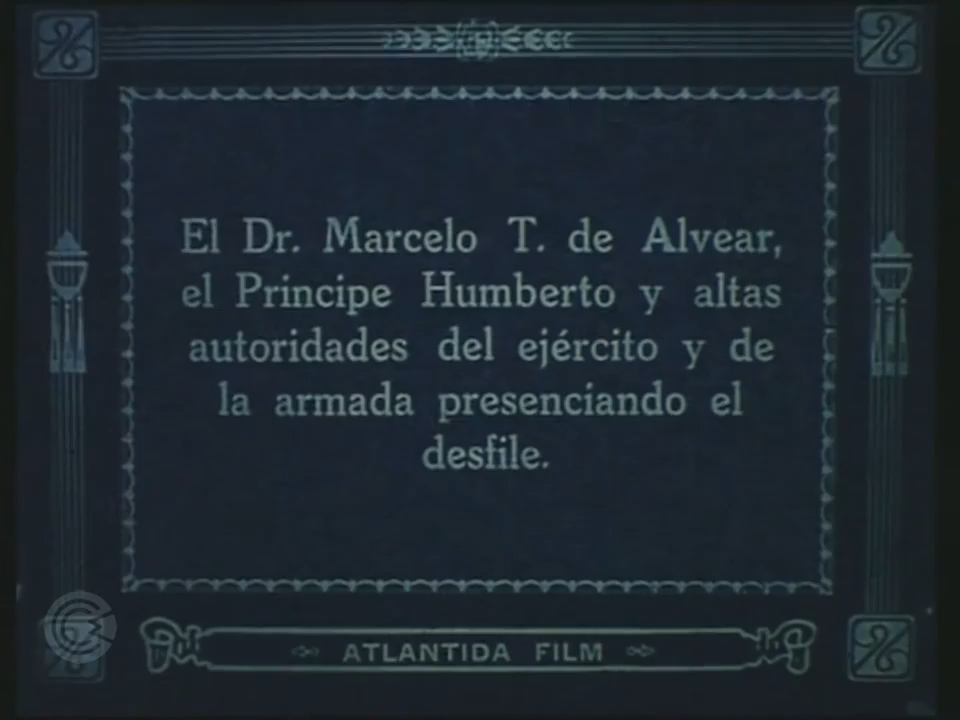 El Dr. Marcelo T. de Alvear,
el Principe Humberto y altas
autoridades del ejército y de
la armada presenciando el
desfile.
ATLANTIDA FILM